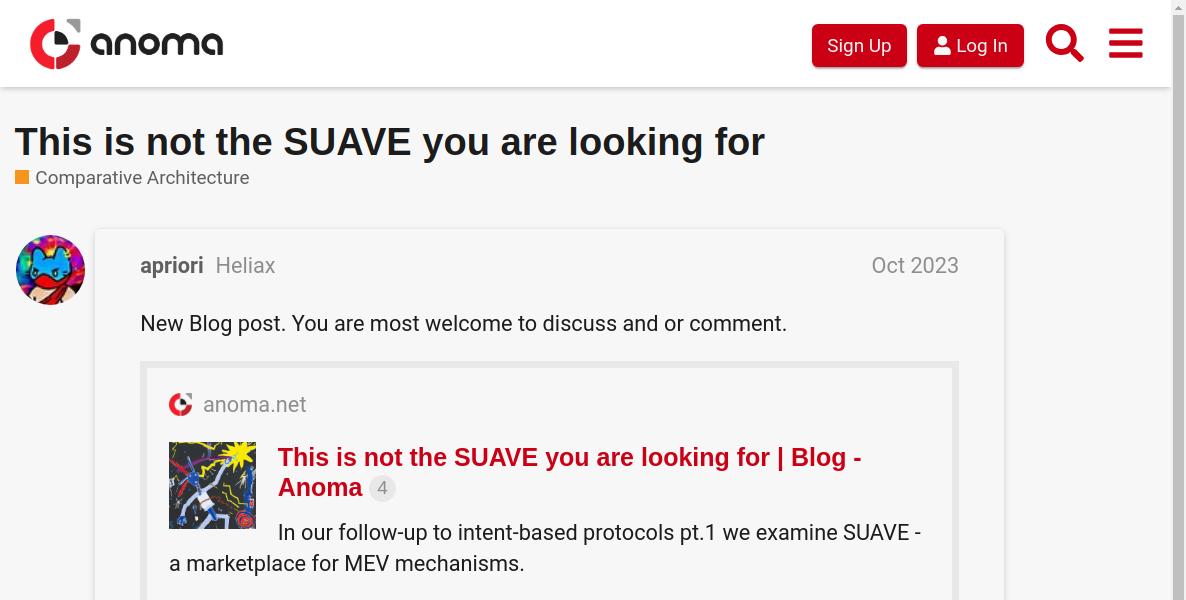 anoma
Sign Up
Log In
This is not the SUAVE you are looking for
Comparative Architecture
apriori Heliax
Oct 2023
New Blog post. You are most welcome to discuss and or comment.
anoma.net
This is not the SUAVE you are looking for | Blog -
Anoma 4
In our follow-up to intent-based protocols pt.1 we examine SUAVE -
a marketplace for MEV mechanisms.